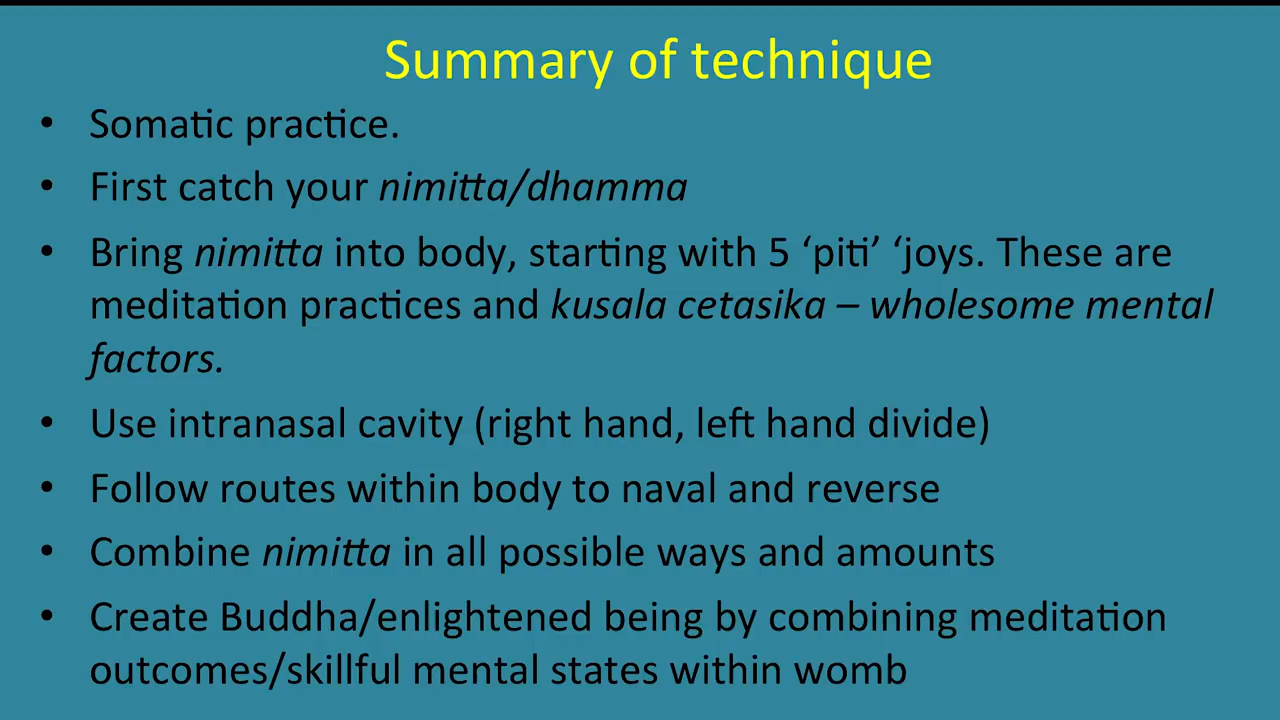 Summary of technique
• Somatic practice.
• First catch your nimitta/dhamma
• Bring nimitta into body, starting with 5 ‘piti’ ‘joys. These are
meditation practices and kusala cetasika – wholesome mental
factors.
• Use intranasal cavity (right hand, left hand divide)
• Follow routes within body to naval and reverse
• Combine nimitta in all possible ways and amounts
• Create Buddha/enlightened being by combining meditation
outcomes/skillful mental states within womb